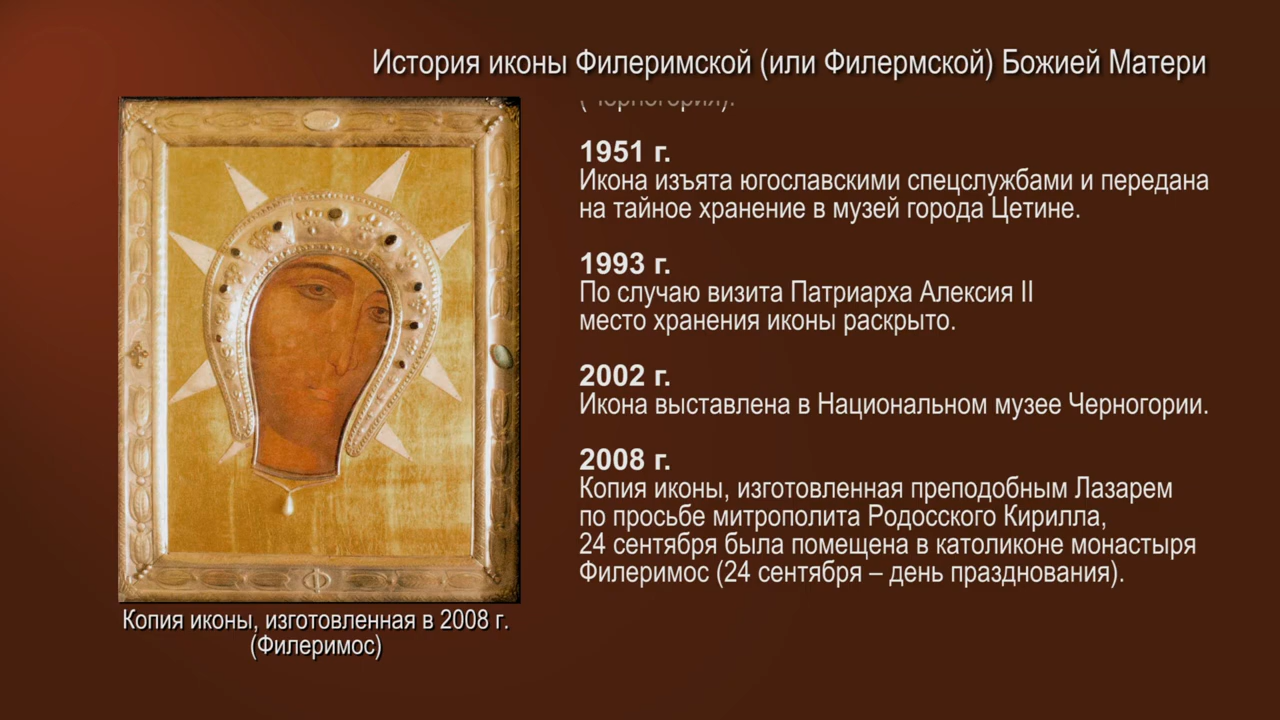 История иконы Филеримской (или Филермской) Божией Матери
(Черногория).
1951 г.
Икона изъята югославскими спецслужбами и передана
на тайное хранение в музей города Цетине.
1993 г.
По случаю визита Патриарха Алексия II
место хранения иконы раскрыто.
2002 г.
Икона выставлена в Национальном музее Черногории.
2008 г.
Копия иконы, изготовленная преподобным Лазарем
по просьбе митрополита Родосского Кирилла,
24 сентября была помещена в католиконе монастыря
Филеримос (24 сентября – день празднования).
Копия иконы, изготовленная в 2008 г.
(Филеримос)